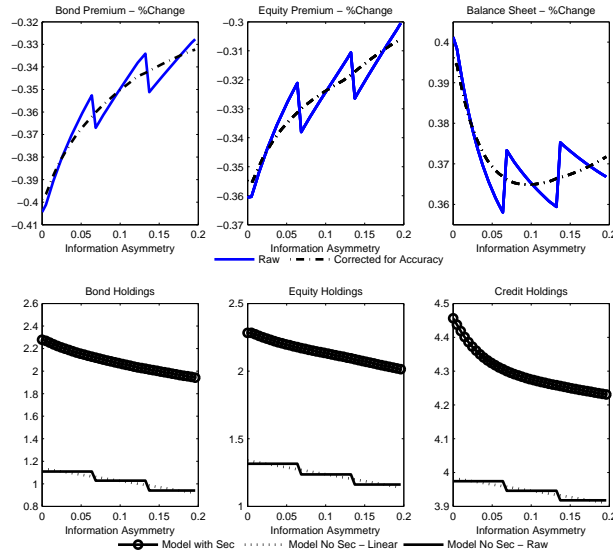 Bond Premium – %Change
Equity Premium – %Change
Balance Sheet – %Change
−0.32
−0.33
−0.34
−0.35
−0.36
−0.37
−0.38
−0.39
−0.4
−0.41
0 0.05 0.1 0.15 0.2
Information Asymmetry
−0.3
−0.31
−0.32
−0.33
−0.34
−0.35
−0.36
−0.37
0 0.05 0.1 0.15 0.2
Information Asymmetry
0.4
0.39
0.38
0.37
0.36
0 0.05 0.1 0.15 0.2
Information Asymmetry
Raw
Corrected for Accuracy
Bond Holdings
Equity Holdings
Credit Holdings
2.6
2.4
2.2
2
1.8
1.6
1.4
1.2
1
0.8
0 0.05 0.1 0.15 0.2
Information Asymmetry
2.5
2
1.5
1
0 0.05 0.1 0.15 0.2
Information Asymmetry
4.5
4.4
4.3
4.2
4.1
4
3.9
0 0.05 0.1 0.15 0.2
Information Asymmetry
Model with Sec
Model No Sec – Linear
Model No Sec – Raw